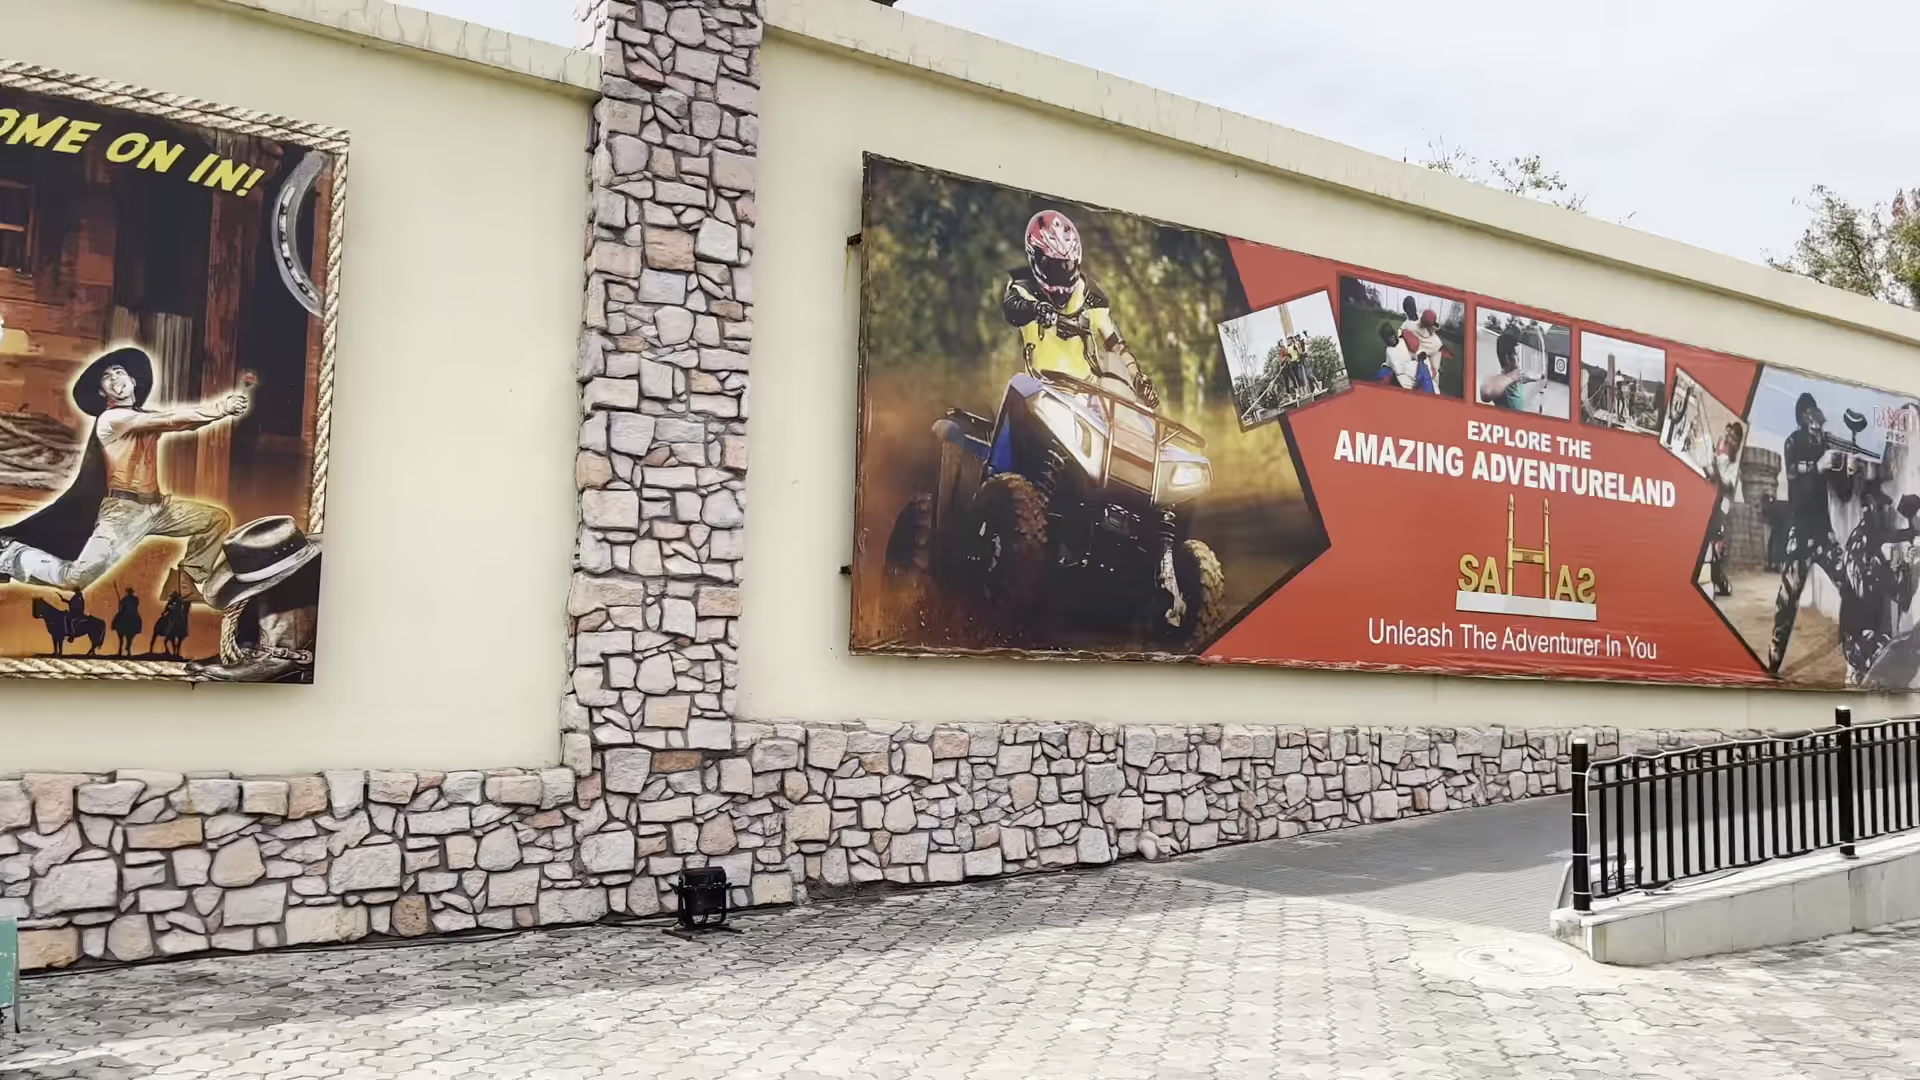 OME ON IN!
EXPLORE THE
AMAZING ADVENTURELAND
SAHAS
Unleash The Adventurer In You